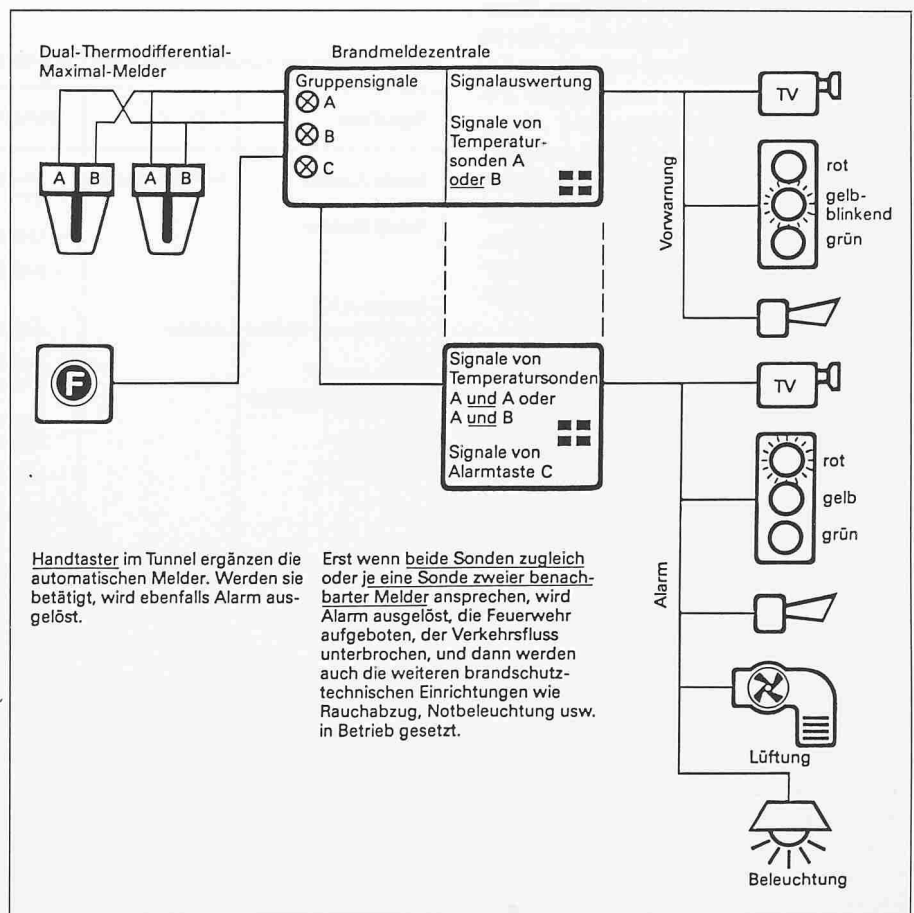 Dual-Thermodifferential-
Maximal-Melder
Brandmeldezentrale
Gruppensignale
A
B
C
Signalauswertung
Signale von
Temperatur-
sonden A
oder B
A B
A B
F
Vorwarnung
TV
rot
gelb-
blinkend
grün
Signale von
Temperatursonden
A und A oder
A und B
Signale von
Alarmtaste C
Alarm
TV
rot
gelb
grün
Lüftung
Beleuchtung
Handtaster im Tunnel ergänzen die
automatischen Melder. Werden sie
betätigt, wird ebenfalls Alarm aus-
gelöst.
Erst wenn beide Sonden zugleich
oder je eine Sonde zweier benach-
barter Melder ansprechen, wird
Alarm ausgelöst, die Feuerwehr
aufgeboten, der Verkehrsfluss
unterbrochen, und dann werden
auch die weiteren brandschutz-
technischen Einrichtungen wie
Rauchabzug, Notbeleuchtung usw.
in Betrieb gesetzt.